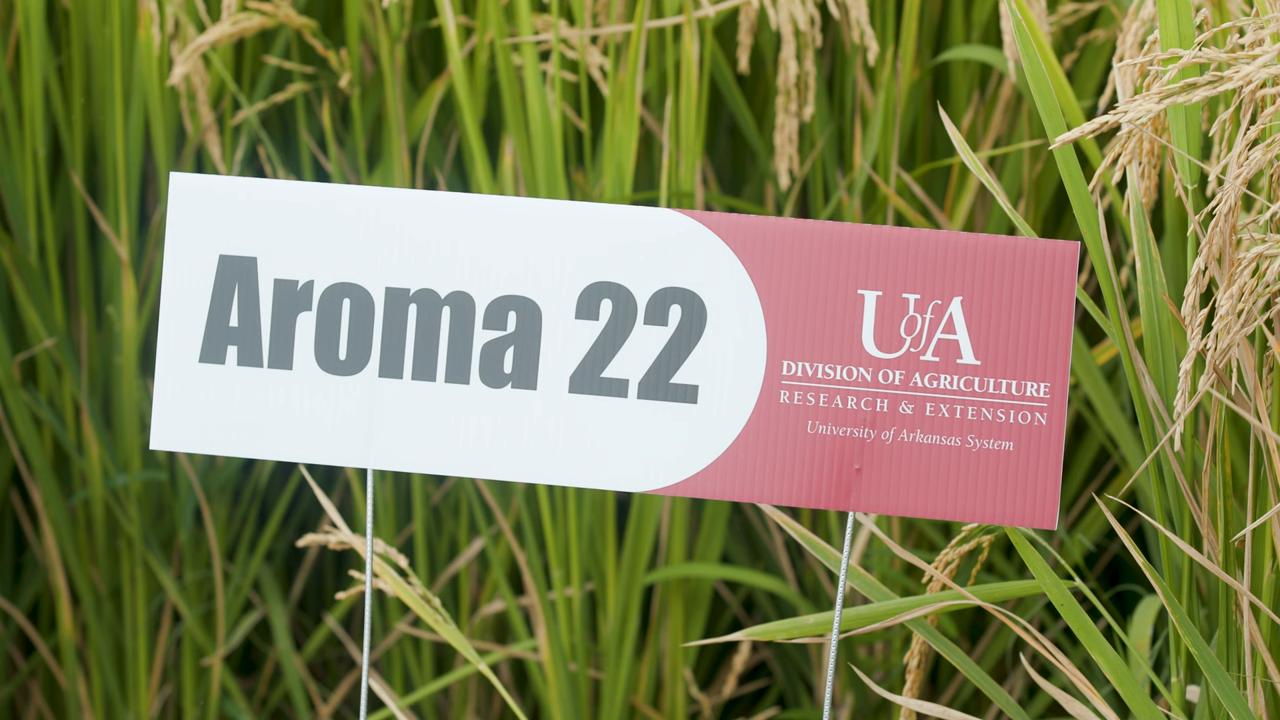 Aroma 22
UofA
DIVISION OF AGRICULTURE
RESEARCH & EXTENSION
University of Arkansas System